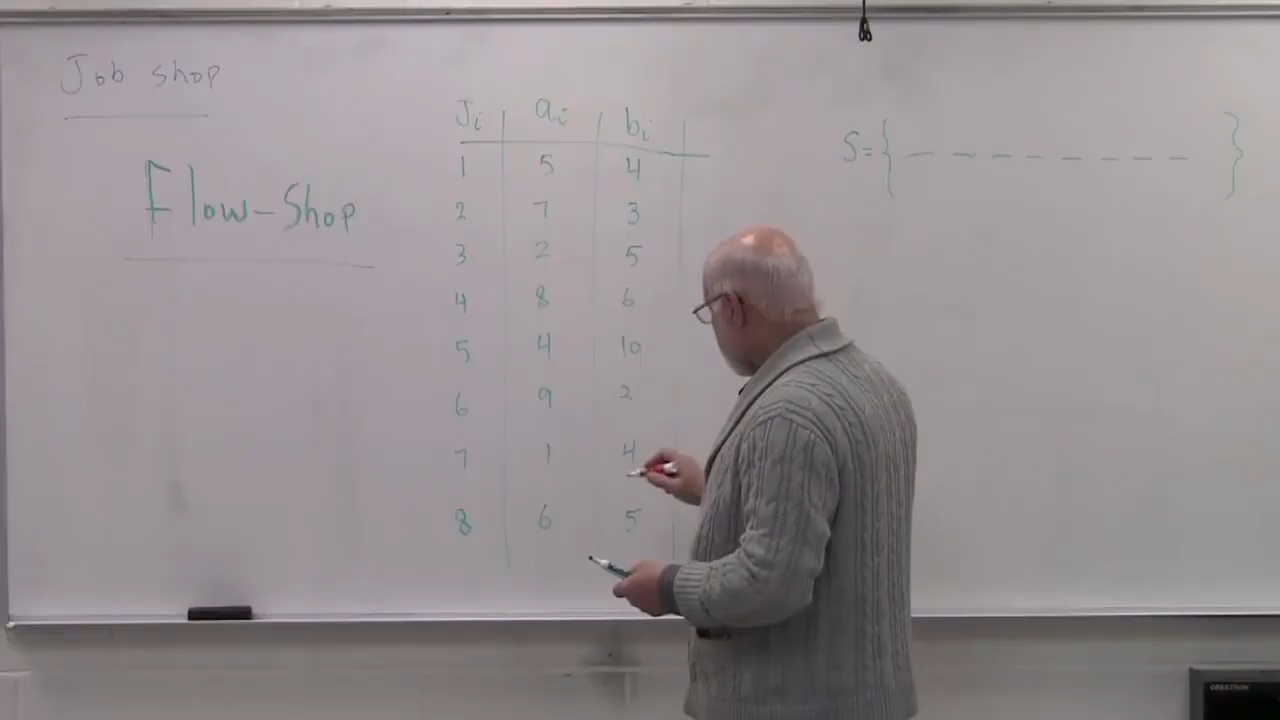 Job shop
Flow-Shop
Ji ai bi
1 5 4
2 7 3
3 2 5
4 8 6
5 4 10
6 9 2
7 1 4
8 6 5
S={ _ _ _ _ _ _ _ _ }